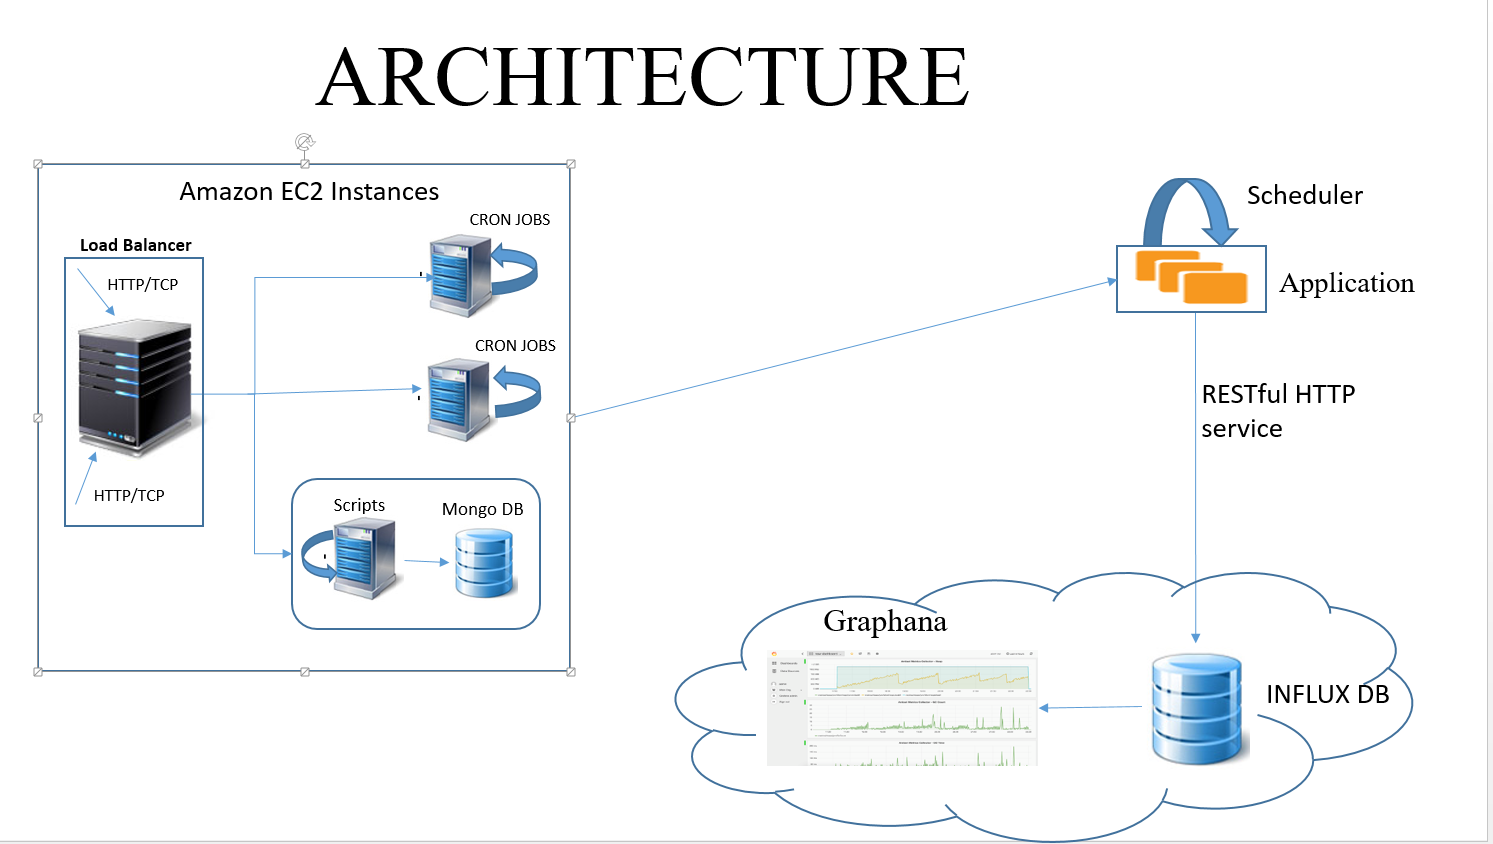 ARCHITECTURE
Amazon EC2 Instances
CRON JOBS
Load Balancer
HTTP/TCP
CRON JOBS
HTTP/TCP
Scripts
Mongo DB
Scheduler
Application
RESTful HTTP
service
Graphana
INFLUX DB